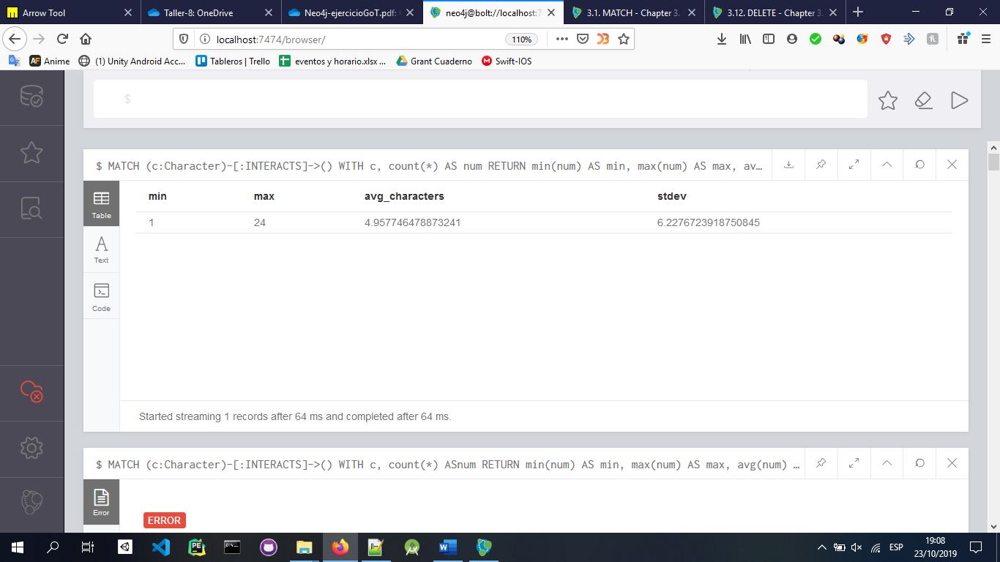 Arrow Tool
Taller-8: OneDrive
Neo4j-ejercicioGoT.pdf:
neo4j@bolt://localhost:7
3.1. MATCH - Chapter 3.
3.12. DELETE - Chapter 3.
localhost:7474/browser/
110%
Anime
(1) Unity Android Acc...
Tableros | Trello
eventos y horario.xlsx ...
Grant Cuaderno
Swift-IOS
$
$ MATCH (c:Character)-[:INTERACTS]->() WITH c, count(*) AS num RETURN min(num) AS min, max(num) AS max, av…
Table
Text
Code
min max avg_characters stdev
1 24 4.957746478873241 6.2276723918750845
Started streaming 1 records after 64 ms and completed after 64 ms.
$ MATCH (c:Character)-[:INTERACTS]->() WITH c, count(*) ASnum RETURN min(num) AS min, max(num) AS max, avg(num) …
Error
ERROR
ESP
19:08
23/10/2019